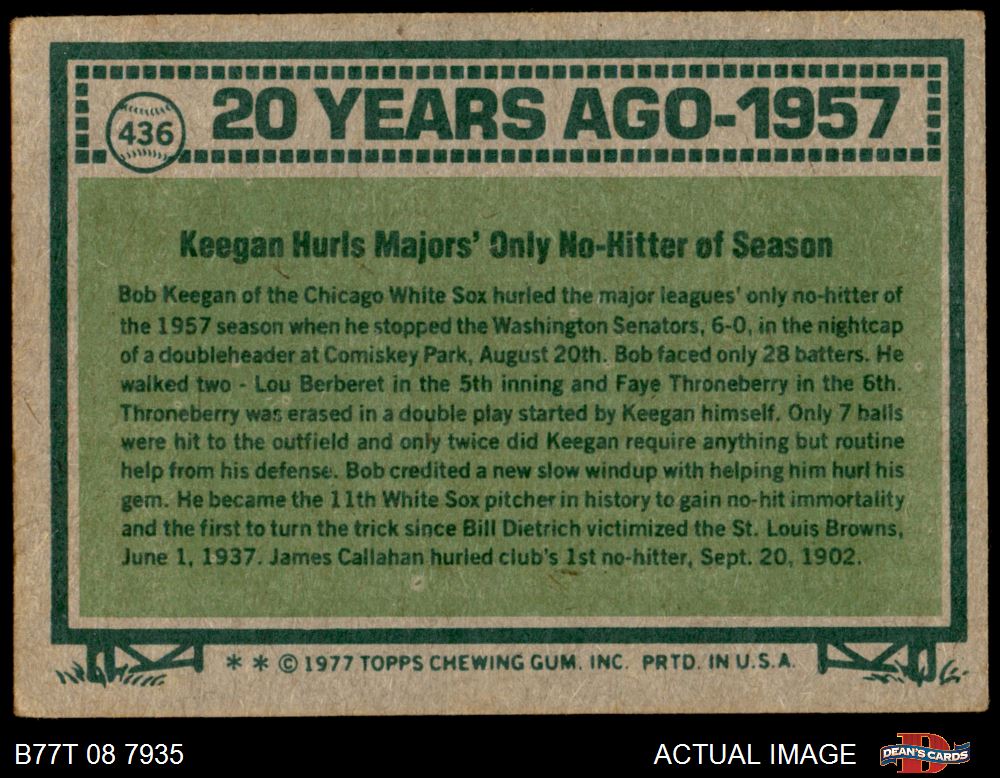 436
20 YEARS AGO-1957
Keegan Hurls Majors' Only No-Hitter of Season
Bob Keegan of the Chicago White Sox hurled the major leagues' only no-hitter of
the 1957 season when he stopped the Washington Senators, 6-0, in the nightcap
of a doubleheader at Comiskey Park, August 20th. Bob faced only 28 batters. He
walked two - Lou Berberet in the 5th inning and Faye Throneberry in the 6th.
Throneberry was erased in a double play started by Keegan himself. Only 7 balls
were hit to the outfield and only twice did Keegan require anything but routine
help from his defense. Bob credited a new slow windup with helping him hurl his
gem. He became the 11th White Sox pitcher in history to gain no-hit immortality
and the first to turn the trick since Bill Dietrich victimized the St. Louis Browns,
June 1, 1937. James Callahan hurled club's 1st no-hitter, Sept. 20, 1902.
* * © 1977 TOPPS CHEWING GUM. INC. PRTD. IN U.S.A.
B77T 08 7935
ACTUAL IMAGE
D
DEAN'S CARDS